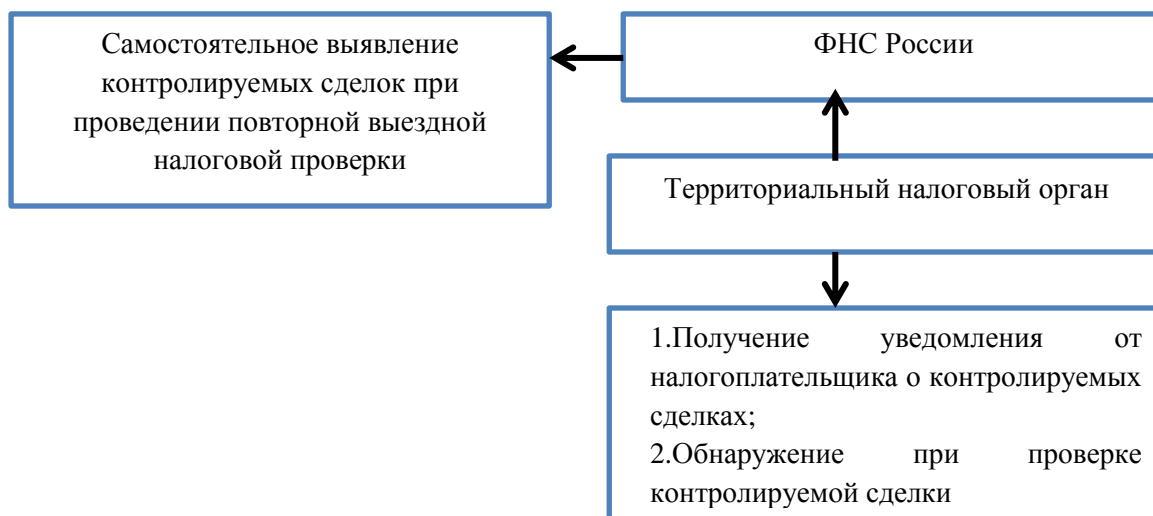 Самостоятельное выявление
контролируемых сделок при
проведении повторной выездной
налоговой проверки
ФНС России
Территориальный налоговый орган
1.Получение уведомления от
налогоплательщика о контролируемых
сделках;
2.Обнаружение при проверке
контролируемой сделки